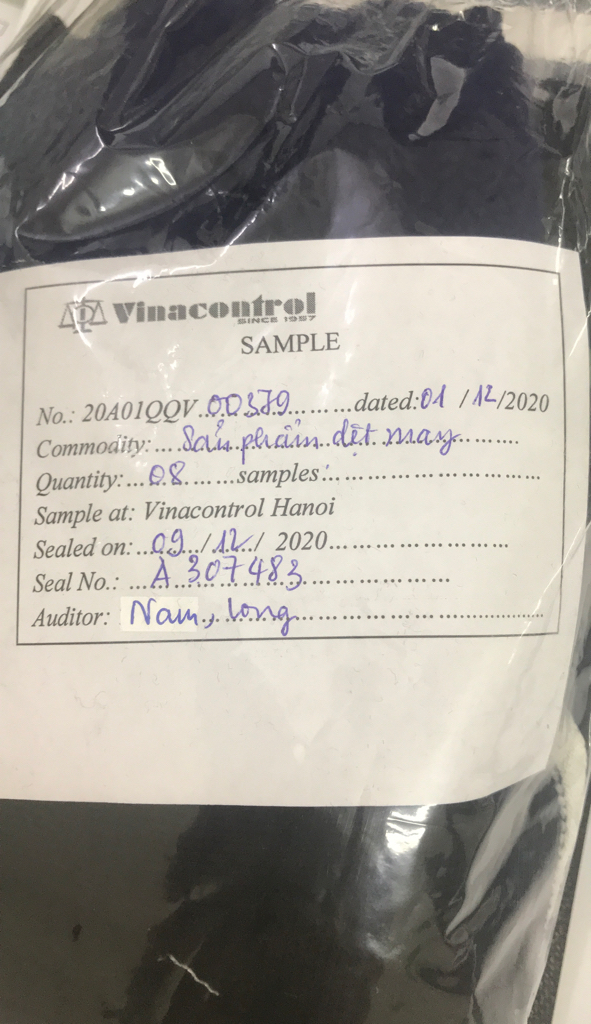 Vinacontrol
SINCE 1957
SAMPLE
No.: 20A01QQV..00379.........dated:01 /12/2020
Commodity:....Sản phẩm dệt may...........
Quantity:...08.......samples:...................................
Sample at: Vinacontrol Hanoi
Sealed on:..09../12/ 2020..............................
Seal No.: ...A 307483..........................
Auditor: Nam., long..............................................